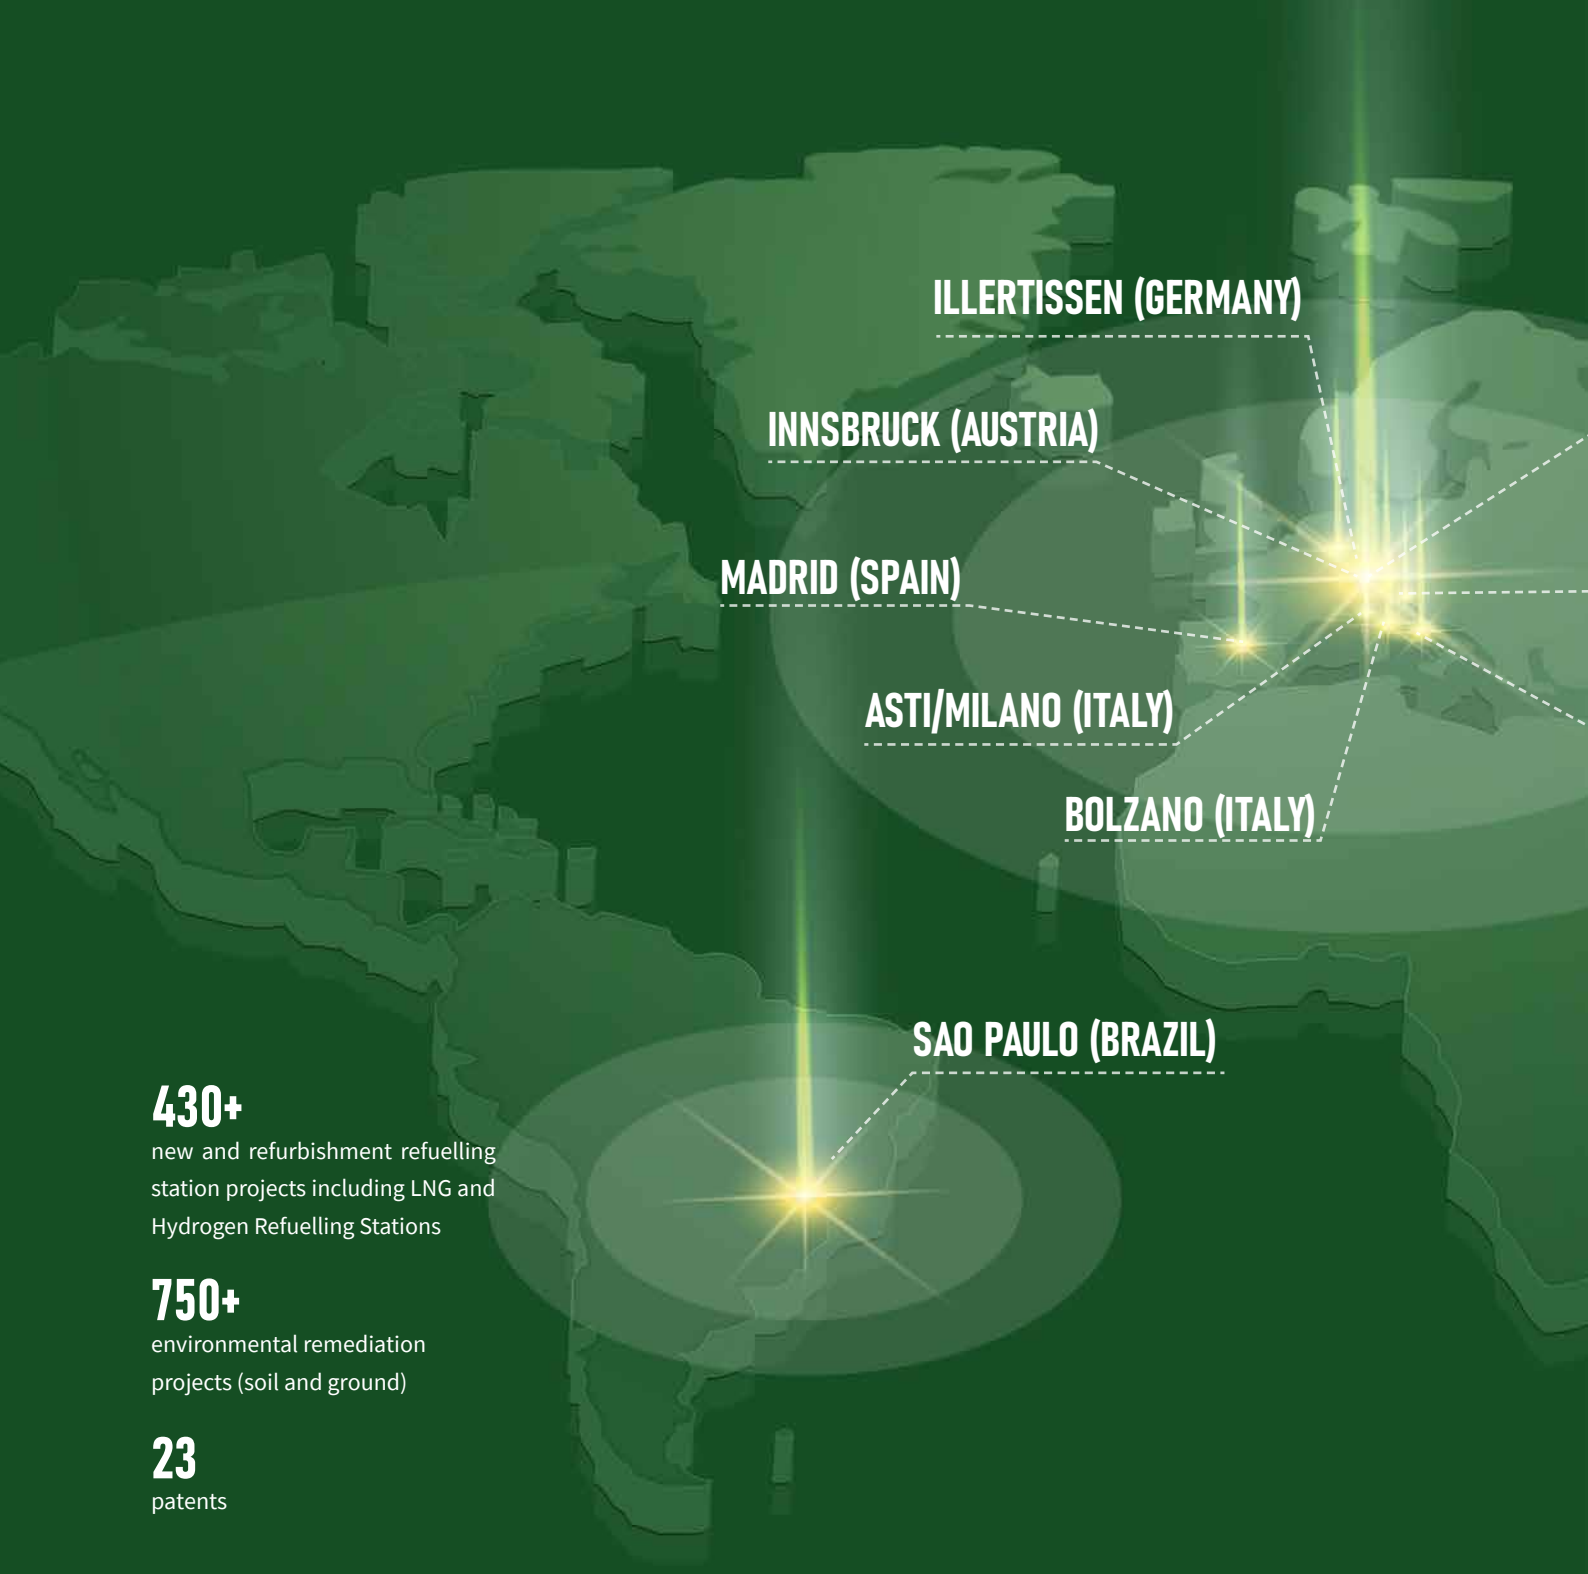 ILLERTISSEN (GERMANY)
INNSBRUCK (AUSTRIA)
MADRID (SPAIN)
ASTI/MILANO (ITALY)
BOLZANO (ITALY)
SAO PAULO (BRAZIL)
430+
new and refurbishment refuelling
station projects including LNG and
Hydrogen Refuelling Stations
750+
environmental remediation
projects (soil and ground)
23
patents